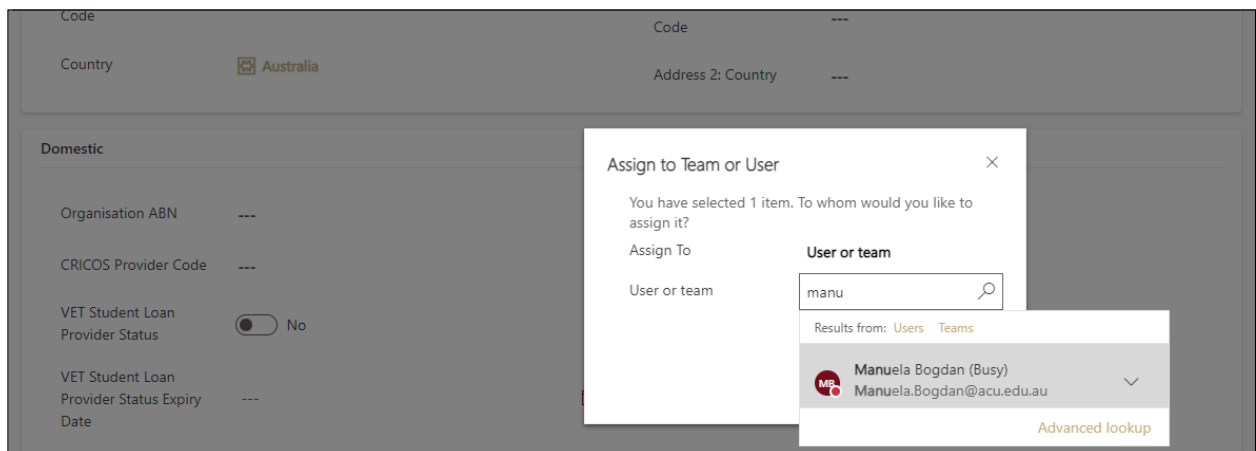 Code
Country
Australia
Code
---
Address 2: Country
---
Domestic
Organisation ABN
---
CRICOS Provider Code
---
VET Student Loan
Provider Status
No
VET Student Loan
Provider Status Expiry
Date
---
Assign to Team or User
You have selected 1 item. To whom would you like to
assign it?
Assign To
User or team
User or team
manu
Results from: Users Teams
MB
Manuela Bogdan (Busy)
Manuela.Bogdan@acu.edu.au
Advanced lookup